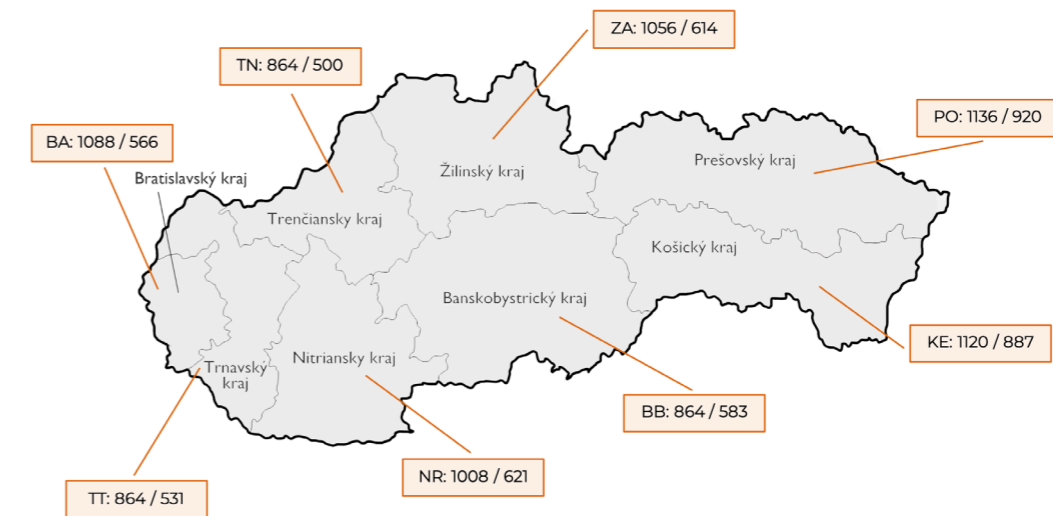 ZA: 1056 / 614
TN: 864 / 500
PO: 1136 / 920
BA: 1088 / 566
Bratislavský kraj
Žilinský kraj
Prešovský kraj
Trenčiansky kraj
Košický kraj
Banskobystrický kraj
KE: 1120 / 887
Nitriansky kraj
Trnavský
kraj
BB: 864 / 583
NR: 1008 / 621
TT: 864 / 531